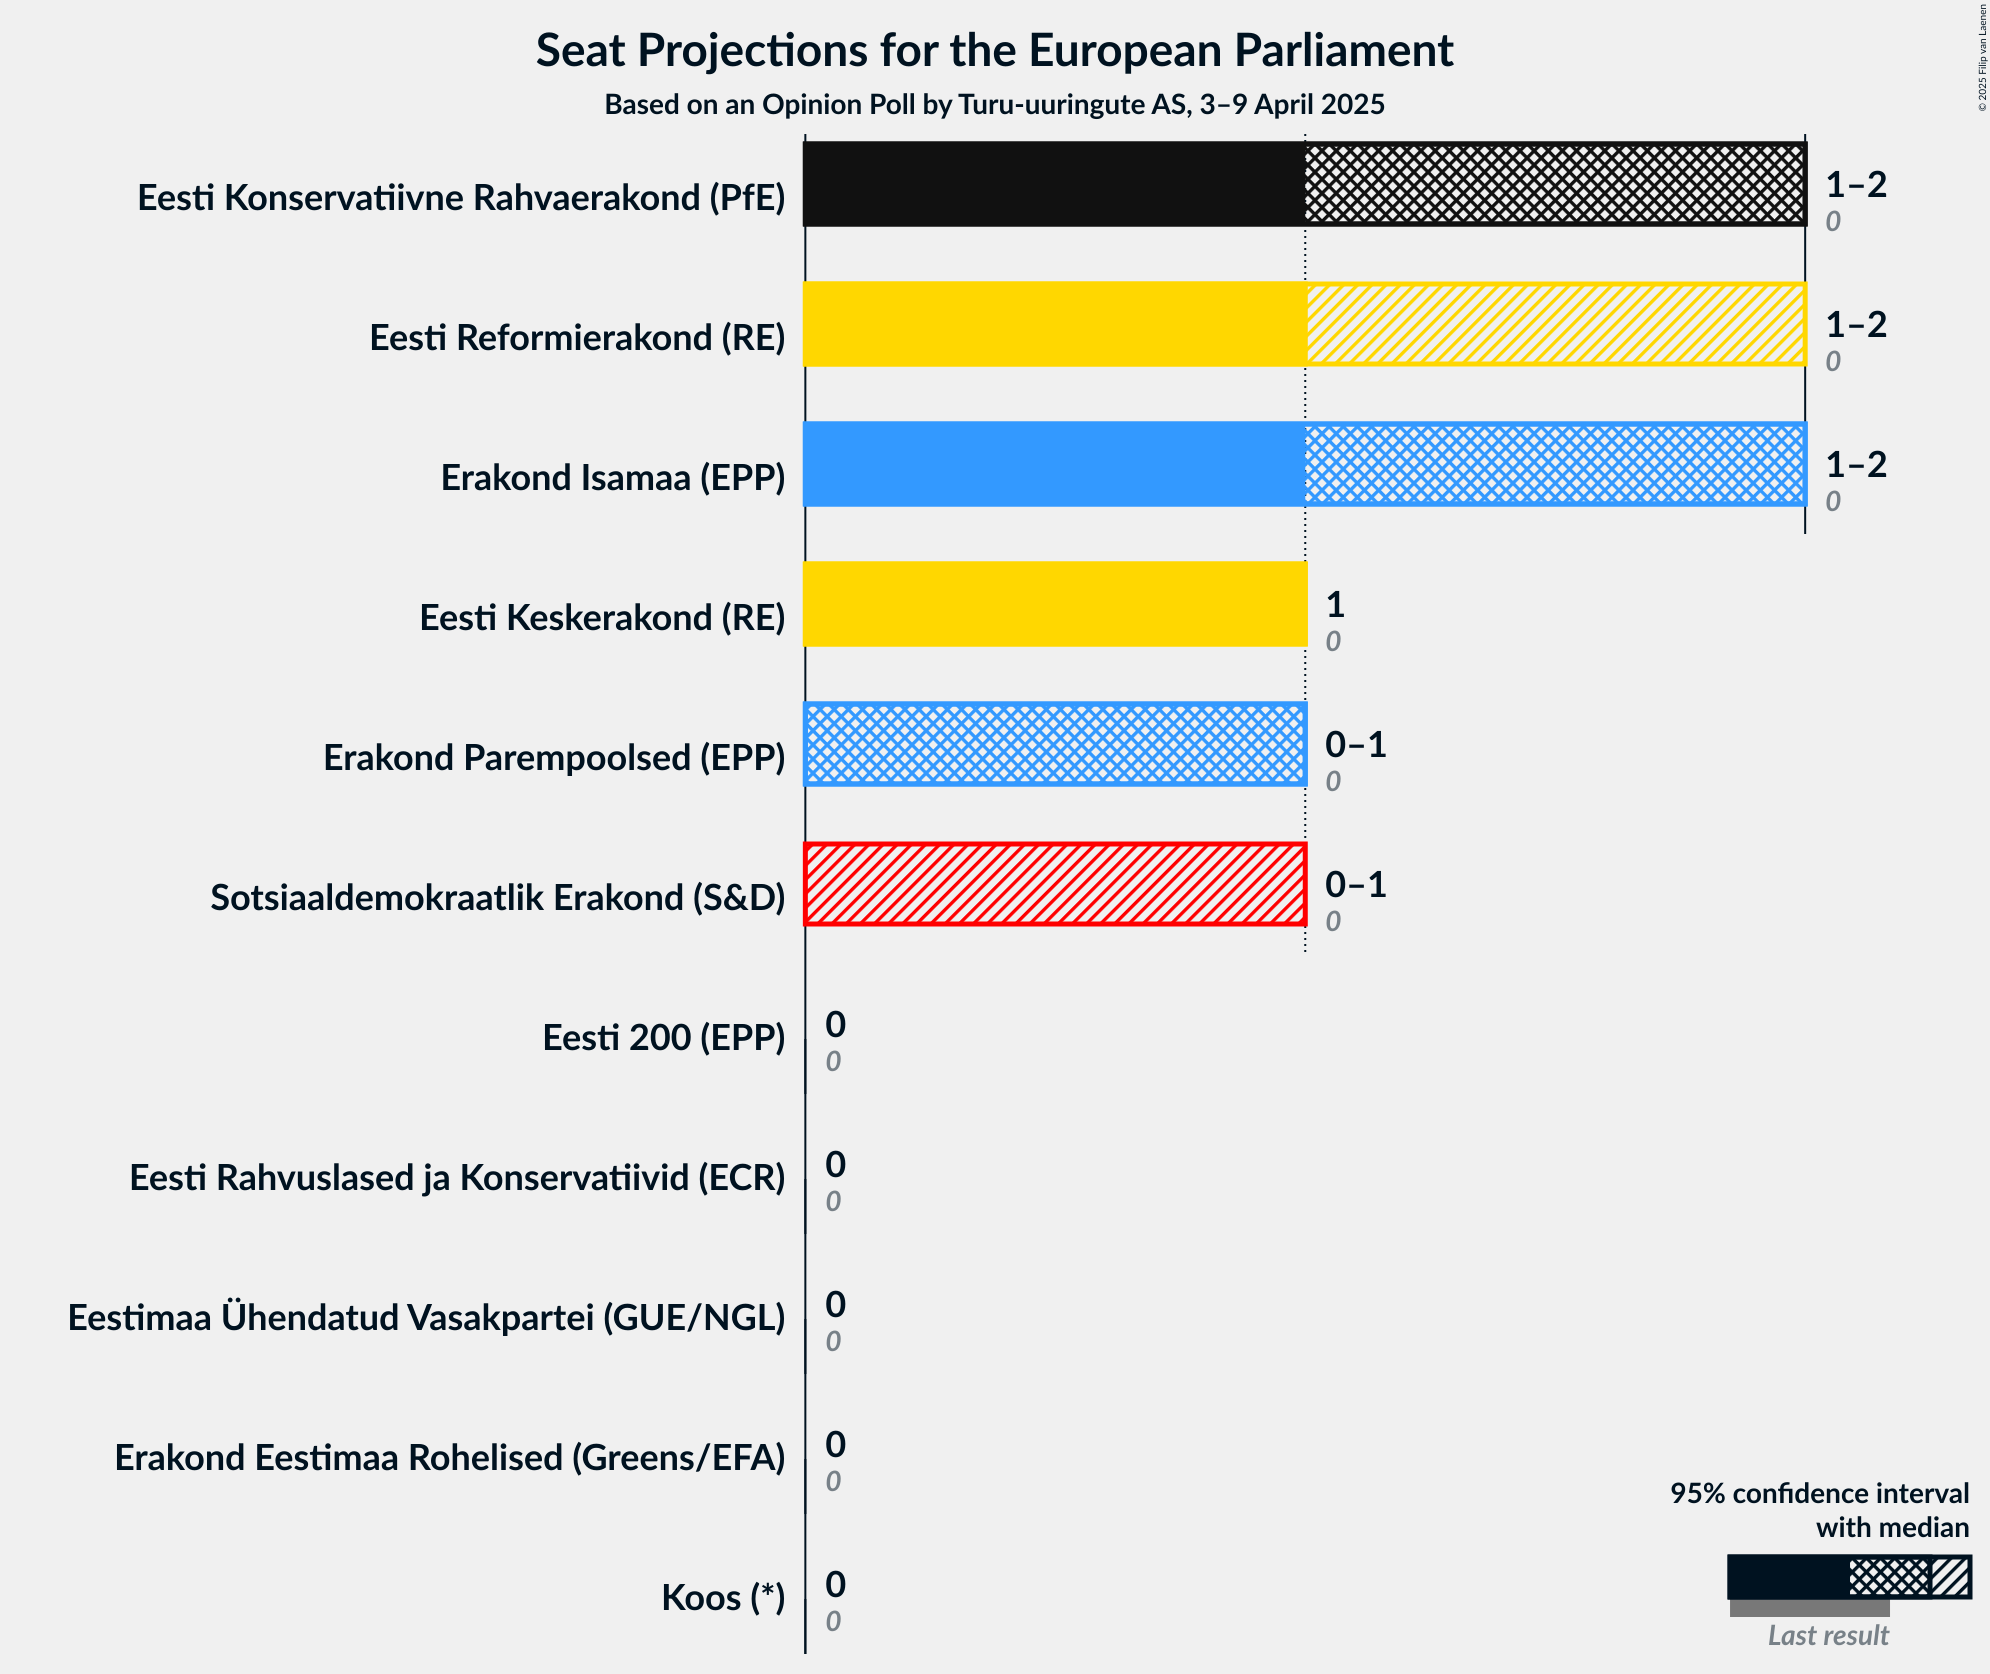 Seat Projections for the European Parliament
Based on an Opinion Poll by Turu-uuringute AS, 3–9 April 2025
© 2025 Filip van Laenen
Eesti Konservatiivne Rahvaerakond (PfE)
1–2
0
Eesti Reformierakond (RE)
1–2
0
Erakond Isamaa (EPP)
1–2
0
Eesti Keskerakond (RE)
1
0
Erakond Parempoolsed (EPP)
0–1
0
Sotsiaaldemokraatlik Erakond (S&D)
0–1
0
Eesti 200 (EPP)
0
0
Eesti Rahvuslased ja Konservatiivid (ECR)
0
0
Eestimaa Ühendatud Vasakpartei (GUE/NGL)
0
0
Erakond Eestimaa Rohelised (Greens/EFA)
0
0
Koos (*)
0
0
95% confidence interval
with median
Last result